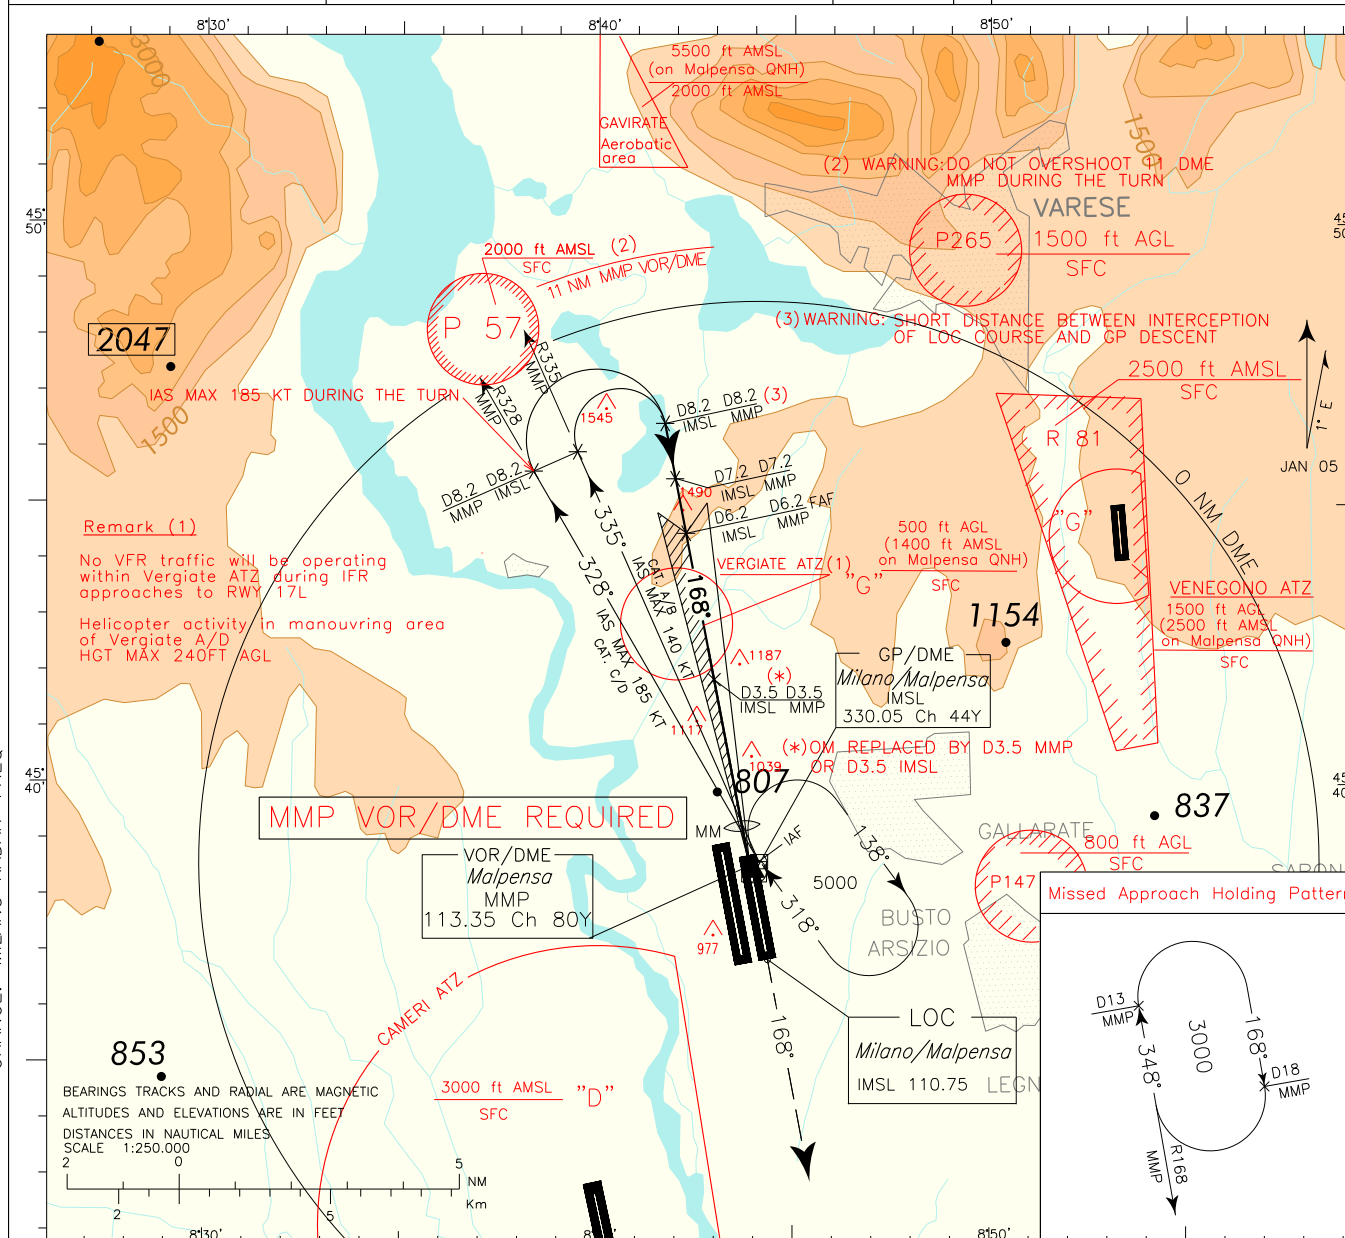 8°30'
8°40'
8°50'
3000
5500 ft AMSL
(on Malpensa QNH)
2000 ft AMSL
GAVIRATE
Aerobatic
area
1500
(2) WARNING: DO NOT OVERSHOOT 11 DME
MMP DURING THE TURN
VARESE
45°
50'
45
50
P265
1500 ft AGL
SFC
2000 ft AMSL (2)
SFC
11 NM MMP VOR/DME
P 57
2047
(3) WARNING: SHORT DISTANCE BETWEEN INTERCEPTION
OF LOC COURSE AND GP DESCENT
R335
MMP
R328
MMP
2500 ft AMSL
SFC
IAS MAX 185 KT DURING THE TURN
1500
1545
D8.2 D8.2 (3)
IMSL MMP
R 81
1° E
JAN 05
D8.2 D8.2
MMP IMSL
D7.2 D7.2
IMSL MMP
1490
D6.2 D6.2 FAF
IMSL MMP
0 NM DME
Remark (1)
No VFR traffic will be operating
within Vergiate ATZ during IFR
approaches to RWY 17L
Helicopter activity in manouvring area
of Vergiate A/D
HGT MAX 240FT AGL
335°
CAT. A/B
IAS MAX 140 KT
328°
IAS MAX 185 KT
CAT. C/D
168°
VERGIATE ATZ (1)
"G"
500 ft AGL
(1400 ft AMSL
on Malpensa QNH)
SFC
"G"
VENEGONO ATZ
1500 ft AGL
(2500 ft AMSL
on Malpensa QNH)
SFC
1154
1187
(*)
D3.5 D3.5
IMSL MMP
GP/DME
Milano/Malpensa
IMSL
330.05 Ch 44Y
1117
1039
(*)OM REPLACED BY D3.5 MMP
OR D3.5 IMSL
45°
40'
45
40
807
837
MMP VOR/DME REQUIRED
MM
IAF
138°
GALLARATE
800 ft AGL
SFC
SARON
VOR/DME
Malpensa
MMP
113.35 Ch 80Y
5000
318°
P147
BUSTO
ARSIZIO
977
Missed Approach Holding Pattern
CAMERI ATZ
168°
LOC
Milano/Malpensa
IMSL 110.75
LEGN
D13
MMP
3000
348°
168°
D18
MMP
R168
MMP
853
3000 ft AMSL
SFC
"D"
BEARINGS TRACKS AND RADIAL ARE MAGNETIC
ALTITUDES AND ELEVATIONS ARE IN FEET
DISTANCES IN NAUTICAL MILES
SCALE 1:250.000
2 0 5
NM
Km
2 5
8°30'
8°50'